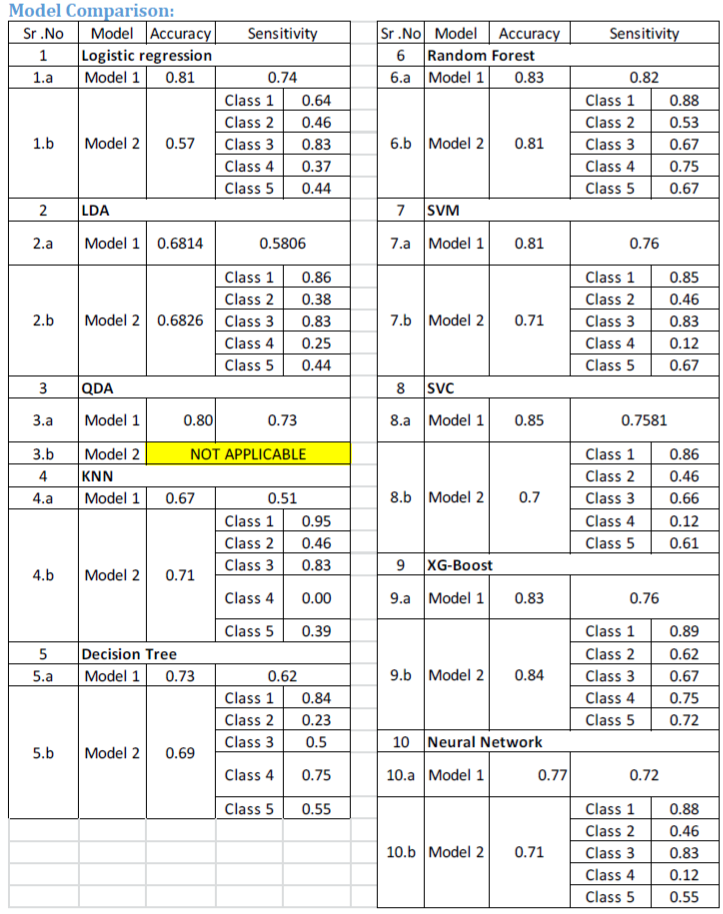 Model Comparison:
Sr .No Model Accuracy Sensitivity
1 Logistic regression
1.a Model 1 0.81 0.74
1.b Model 2 0.57
Class 1 0.64
Class 2 0.46
Class 3 0.83
Class 4 0.37
Class 5 0.44
2 LDA
2.a Model 1 0.6814 0.5806
2.b Model 2 0.6826
Class 1 0.86
Class 2 0.38
Class 3 0.83
Class 4 0.25
Class 5 0.44
3 QDA
3.a Model 1 0.80 0.73
3.b Model 2 NOT APPLICABLE
4 KNN
4.a Model 1 0.67 0.51
4.b Model 2 0.71
Class 1 0.95
Class 2 0.46
Class 3 0.83
Class 4 0.00
Class 5 0.39
5 Decision Tree
5.a Model 1 0.73 0.62
5.b Model 2 0.69
Class 1 0.84
Class 2 0.23
Class 3 0.5
Class 4 0.75
Class 5 0.55
Sr .No Model Accuracy Sensitivity
6 Random Forest
6.a Model 1 0.83 0.82
6.b Model 2 0.81
Class 1 0.88
Class 2 0.53
Class 3 0.67
Class 4 0.75
Class 5 0.67
7 SVM
7.a Model 1 0.81 0.76
7.b Model 2 0.71
Class 1 0.85
Class 2 0.46
Class 3 0.83
Class 4 0.12
Class 5 0.67
8 SVC
8.a Model 1 0.85 0.7581
8.b Model 2 0.7
Class 1 0.86
Class 2 0.46
Class 3 0.66
Class 4 0.12
Class 5 0.61
9 XG-Boost
9.a Model 1 0.83 0.76
9.b Model 2 0.84
Class 1 0.89
Class 2 0.62
Class 3 0.67
Class 4 0.75
Class 5 0.72
10 Neural Network
10.a Model 1 0.77 0.72
10.b Model 2 0.71
Class 1 0.88
Class 2 0.46
Class 3 0.83
Class 4 0.12
Class 5 0.55